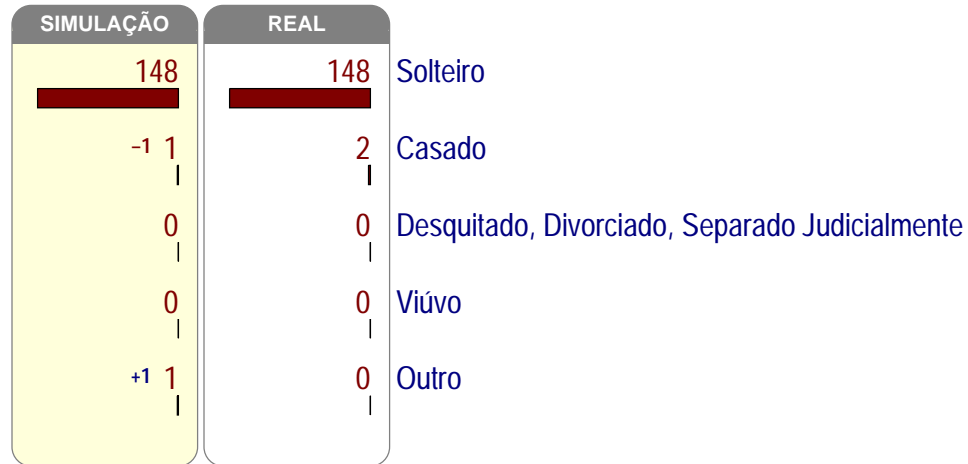 SIMULAÇÃO REAL
148 148 Solteiro
−1 1 2 Casado
0 0 Desquitado, Divorciado, Separado Judicialmente
0 0 Viúvo
+1 1 0 Outro